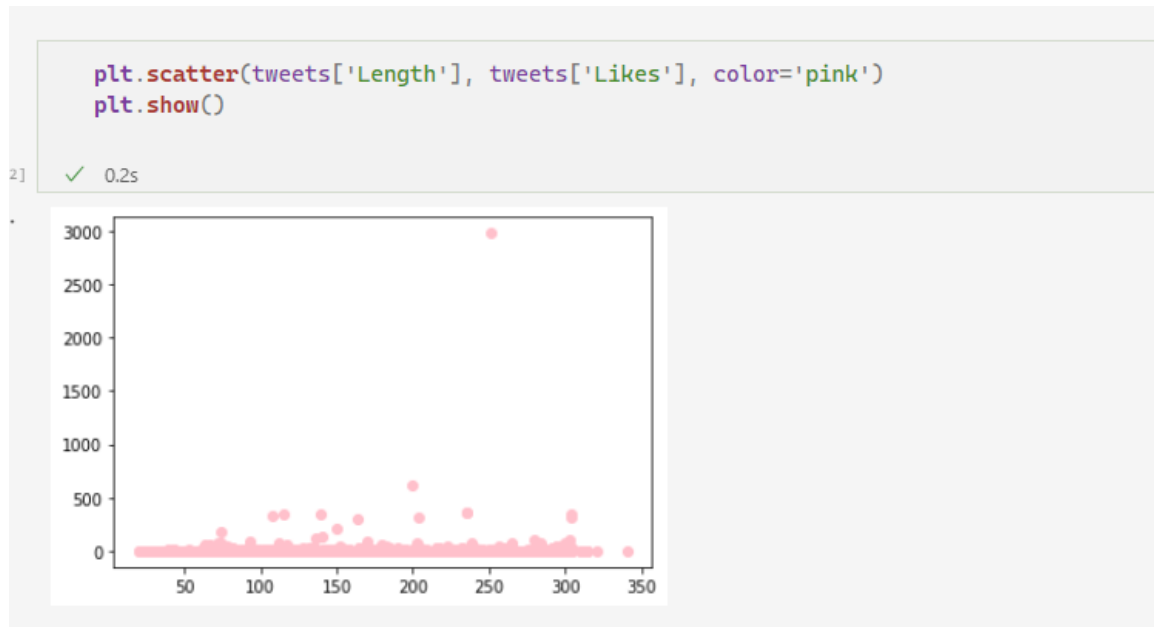 plt.scatter(tweets['Length'], tweets['Likes'], color='pink')
plt.show()
2]
✓ 0.2s
3000
2500
2000
1500
1000
500
0
50 100 150 200 250 300 350